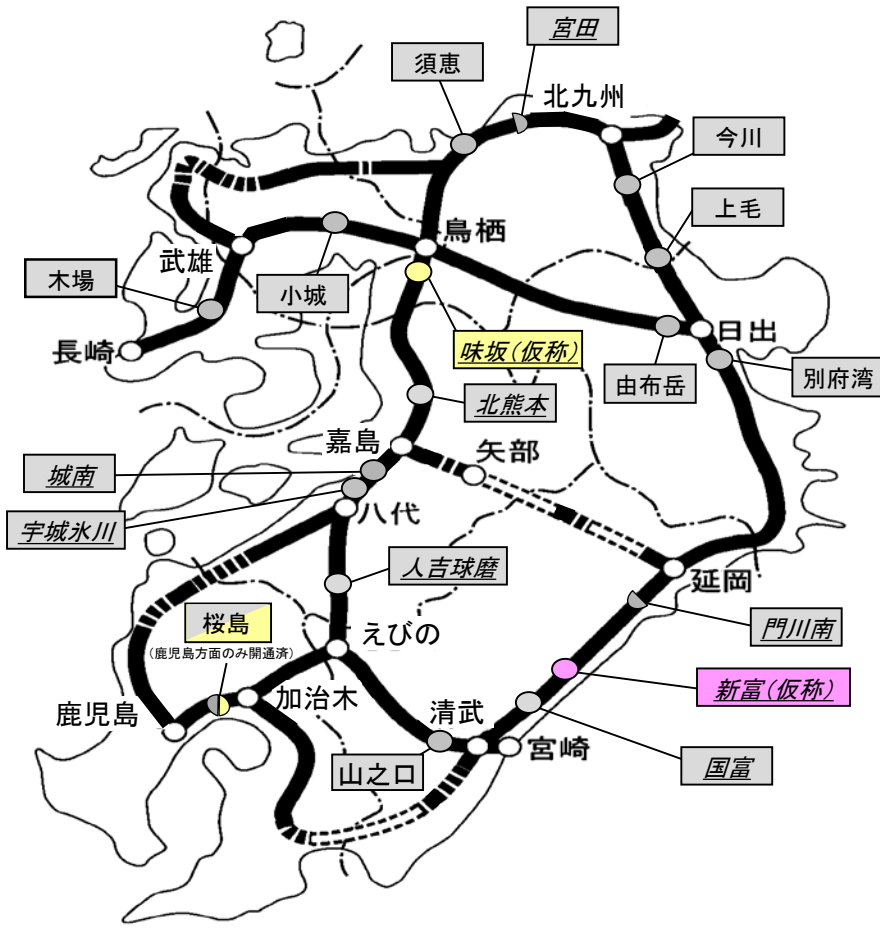 宮田
須恵
北九州
今川
上毛
鳥栖
武雄
木場
小城
長崎
日出
味坂(仮称)
由布岳
別府湾
北熊本
嘉島
矢部
城南
宇城氷川
八代
人吉球磨
延岡
桜島
(鹿児島方面のみ開通済)
えびの
門川南
新富(仮称)
加治木
鹿児島
清武
宮崎
山之口
国富